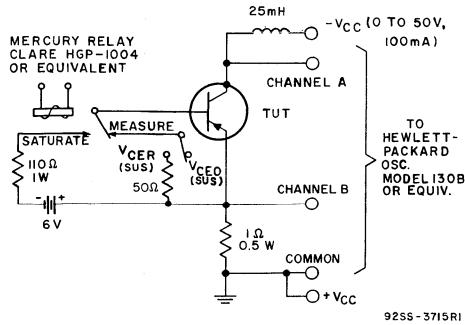 25mH
-VCC (0 TO 50V,
100mA)
MERCURY RELAY
CLARE HGP-1004
OR EQUIVALENT
CHANNEL A
TUT
SATURATE
MEASURE
110Ω
1W
VCER
(SUS)
VCEO
(SUS)
50Ω
- +
6V
CHANNEL B
1Ω
0.5 W
COMMON
+VCC
TO
HEWLETT-
PACKARD
OSC.
MODEL 130B
OR EQUIV.
92SS-3715R1